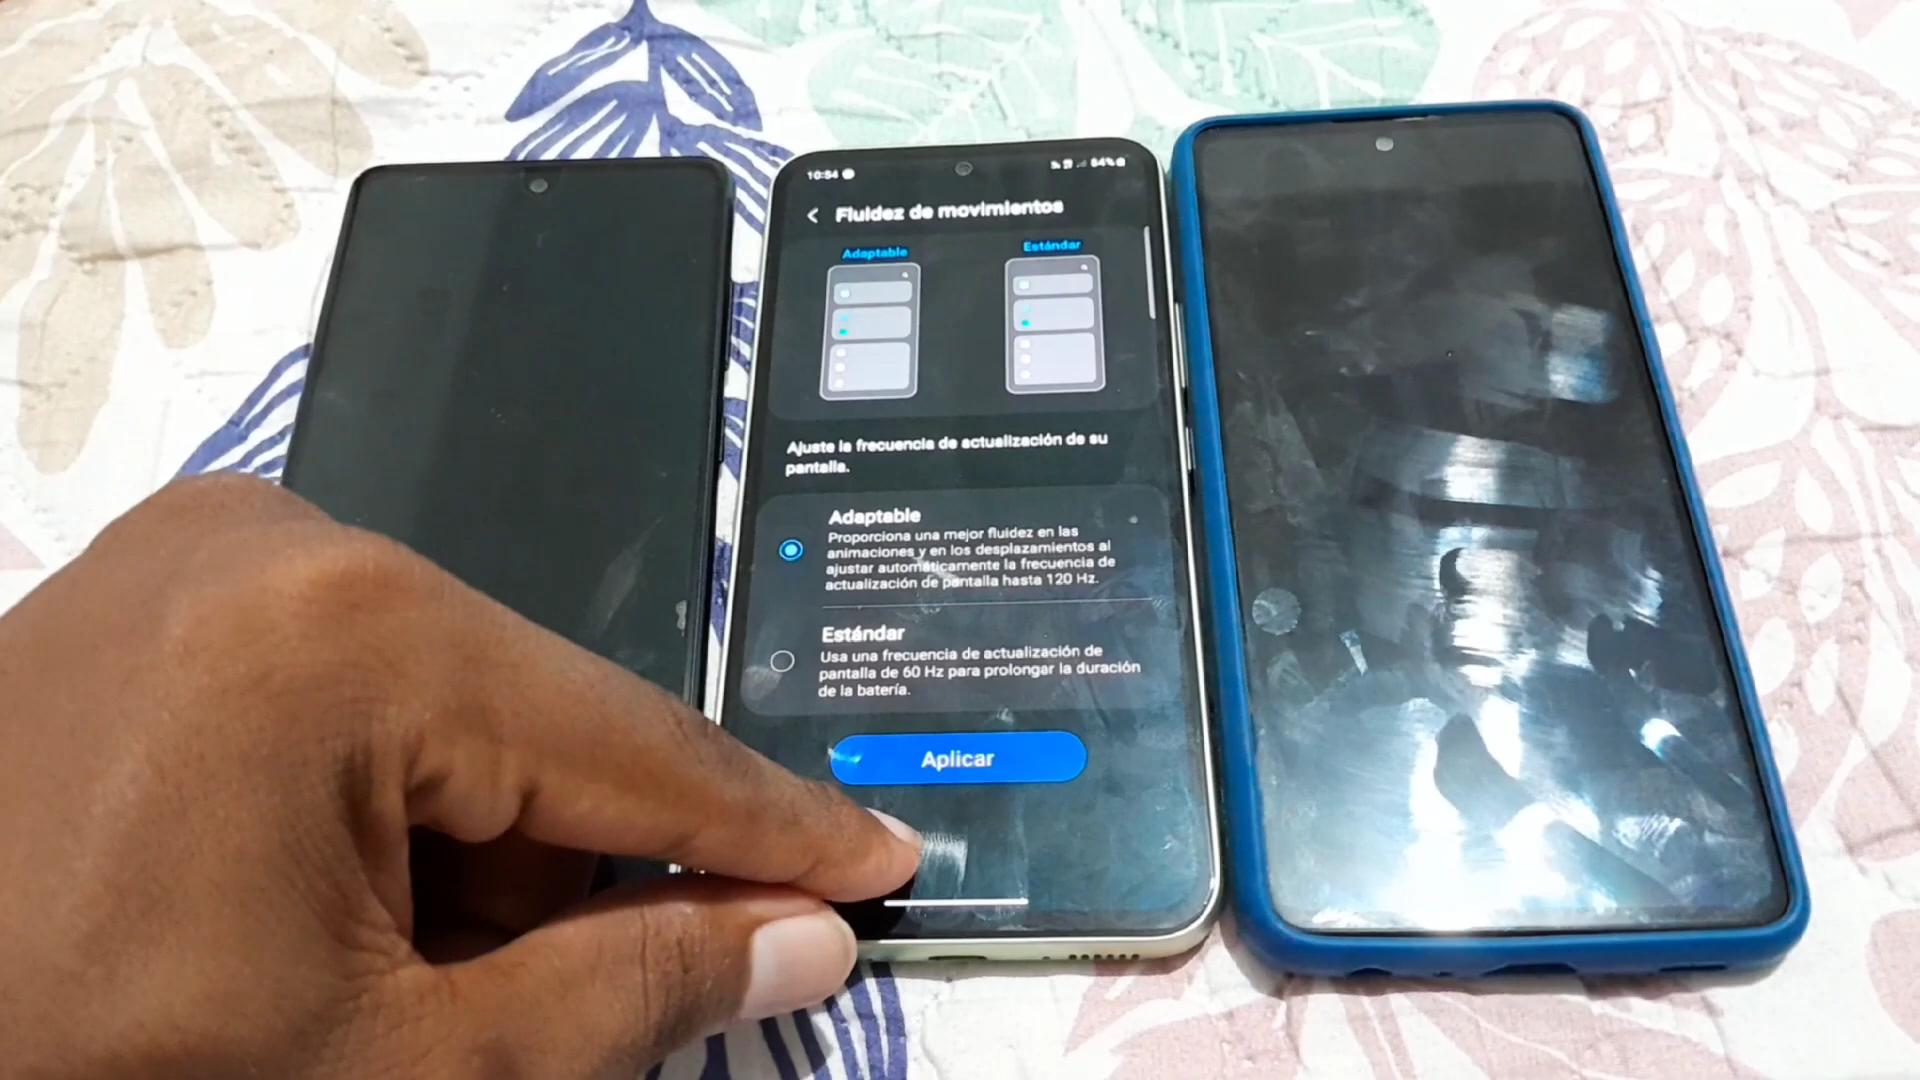 10:54
84%
Fluidez de movimientos
Adaptable
Estándar
Ajuste la frecuencia de actualización de su
pantalla.
Adaptable
Proporciona una mejor fluidez en las
animaciones y en los desplazamientos al
ajustar automáticamente la frecuencia de
actualización de pantalla hasta 120 Hz.
Estándar
Usa una frecuencia de actualización de
pantalla de 60 Hz para prolongar la duración
de la batería.
Aplicar